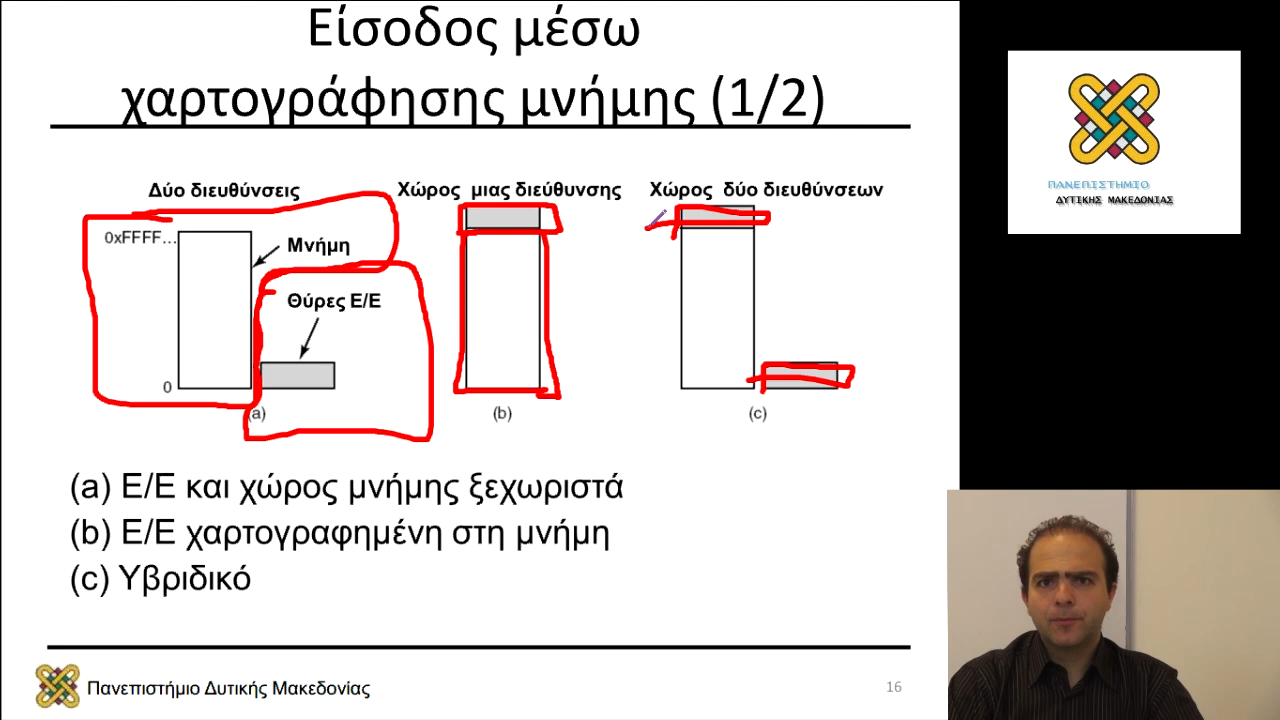 Είσοδος μέσω
χαρτογράφησης μνήμης (1/2)
Δύο διευθύνσεις
Χώρος μιας διεύθυνσης
Χώρος δύο διευθύνσεων
0xFFFF...
Μνήμη
Θύρες Ε/Ε
0
(a)
(b)
(c)
(a) Ε/Ε και χώρος μνήμης ξεχωριστά
(b) Ε/Ε χαρτογραφημένη στη μνήμη
(c) Υβριδικό
Πανεπιστήμιο Δυτικής Μακεδονίας
16
ΠΑΝΕΠΙΣΤΗΜΙΟ
ΔΥΤΙΚΗΣ ΜΑΚΕΔΟΝΙΑΣ